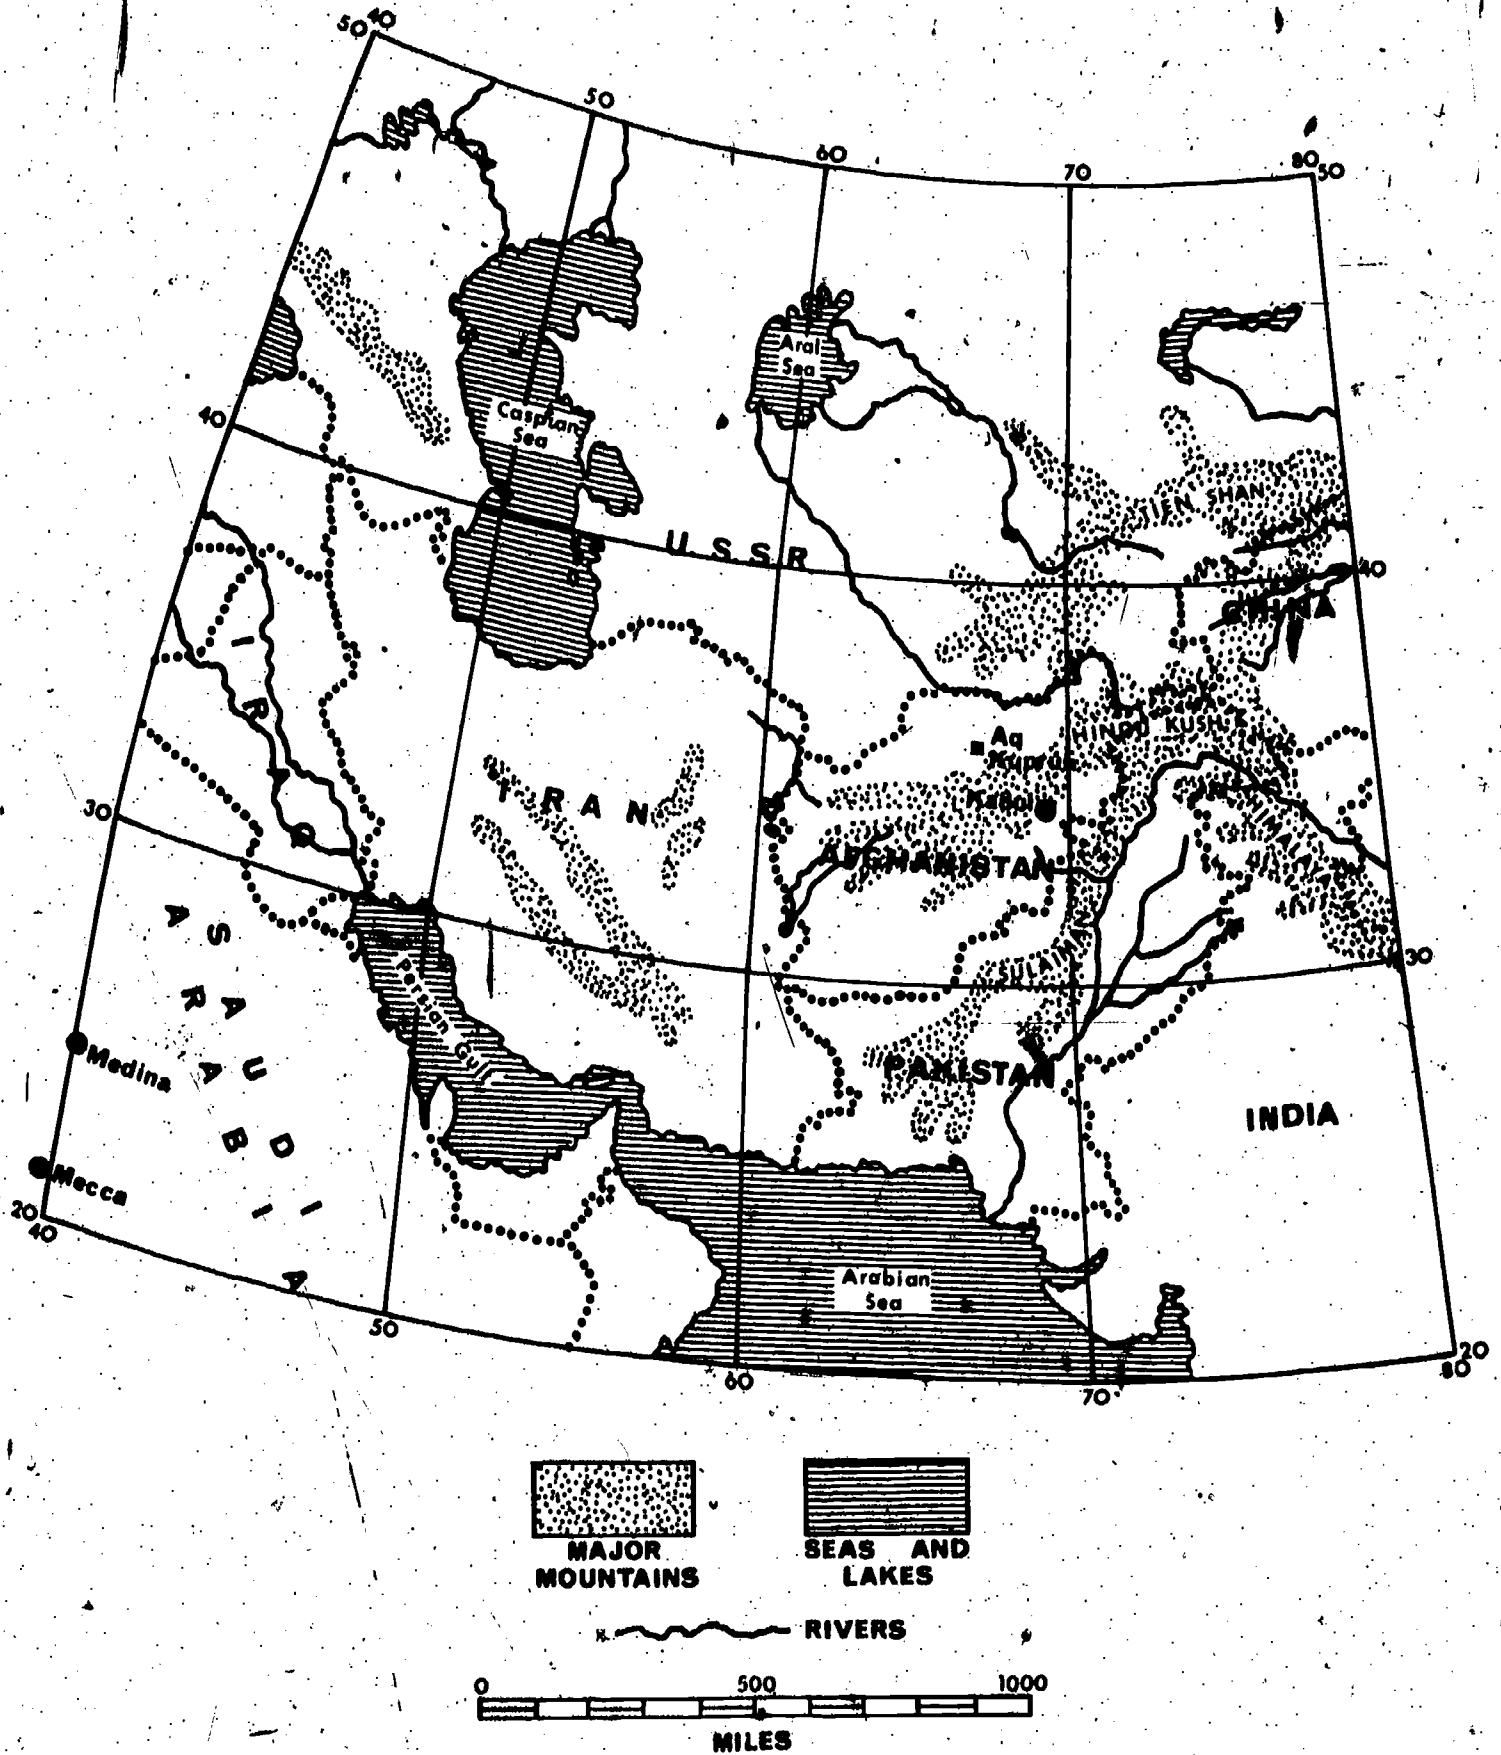 50 40
50
60
70
80 50
Aral
Sea
Caspian
Sea
40
TIEN SHAN
U. S. S. R.
40
CHINA
IRAQ
HINDU KUSH
Aq
Kupruk
IRAN
Kabul
30
HIMALAYA
AFGHANISTAN
SAUDI
ARABIA
SULAIMAN
30
Persian Gulf
Medina
PAKISTAN
INDIA
Mecca
20
40
Arabian
Sea
50
60
70
20
80
MAJOR
MOUNTAINS
SEAS AND
LAKES
RIVERS
0 500 1000
MILES